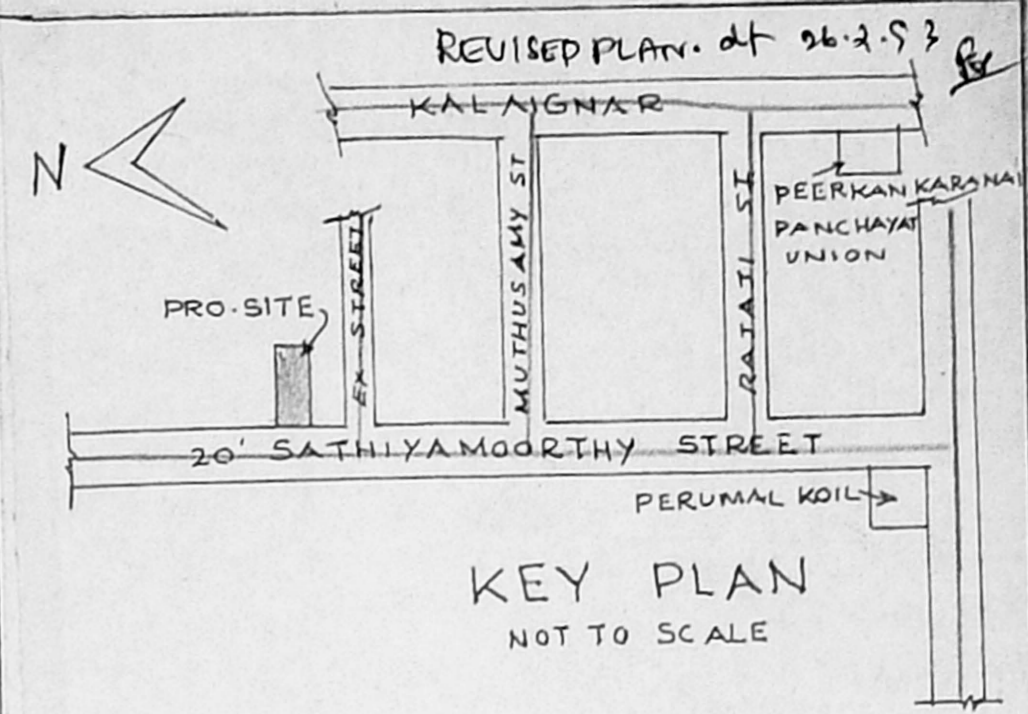 REVISED PLAN. dt 26.2.93
KALAIGNAR
N
MUTHUSAMY ST
RAJAJI ST
PEERKANKARANAI
PANCHAYAT
UNION
EX STREET
PRO.SITE
20' SATHIYAMOORTHY STREET
PERUMAL KOIL
KEY PLAN
NOT TO SCALE